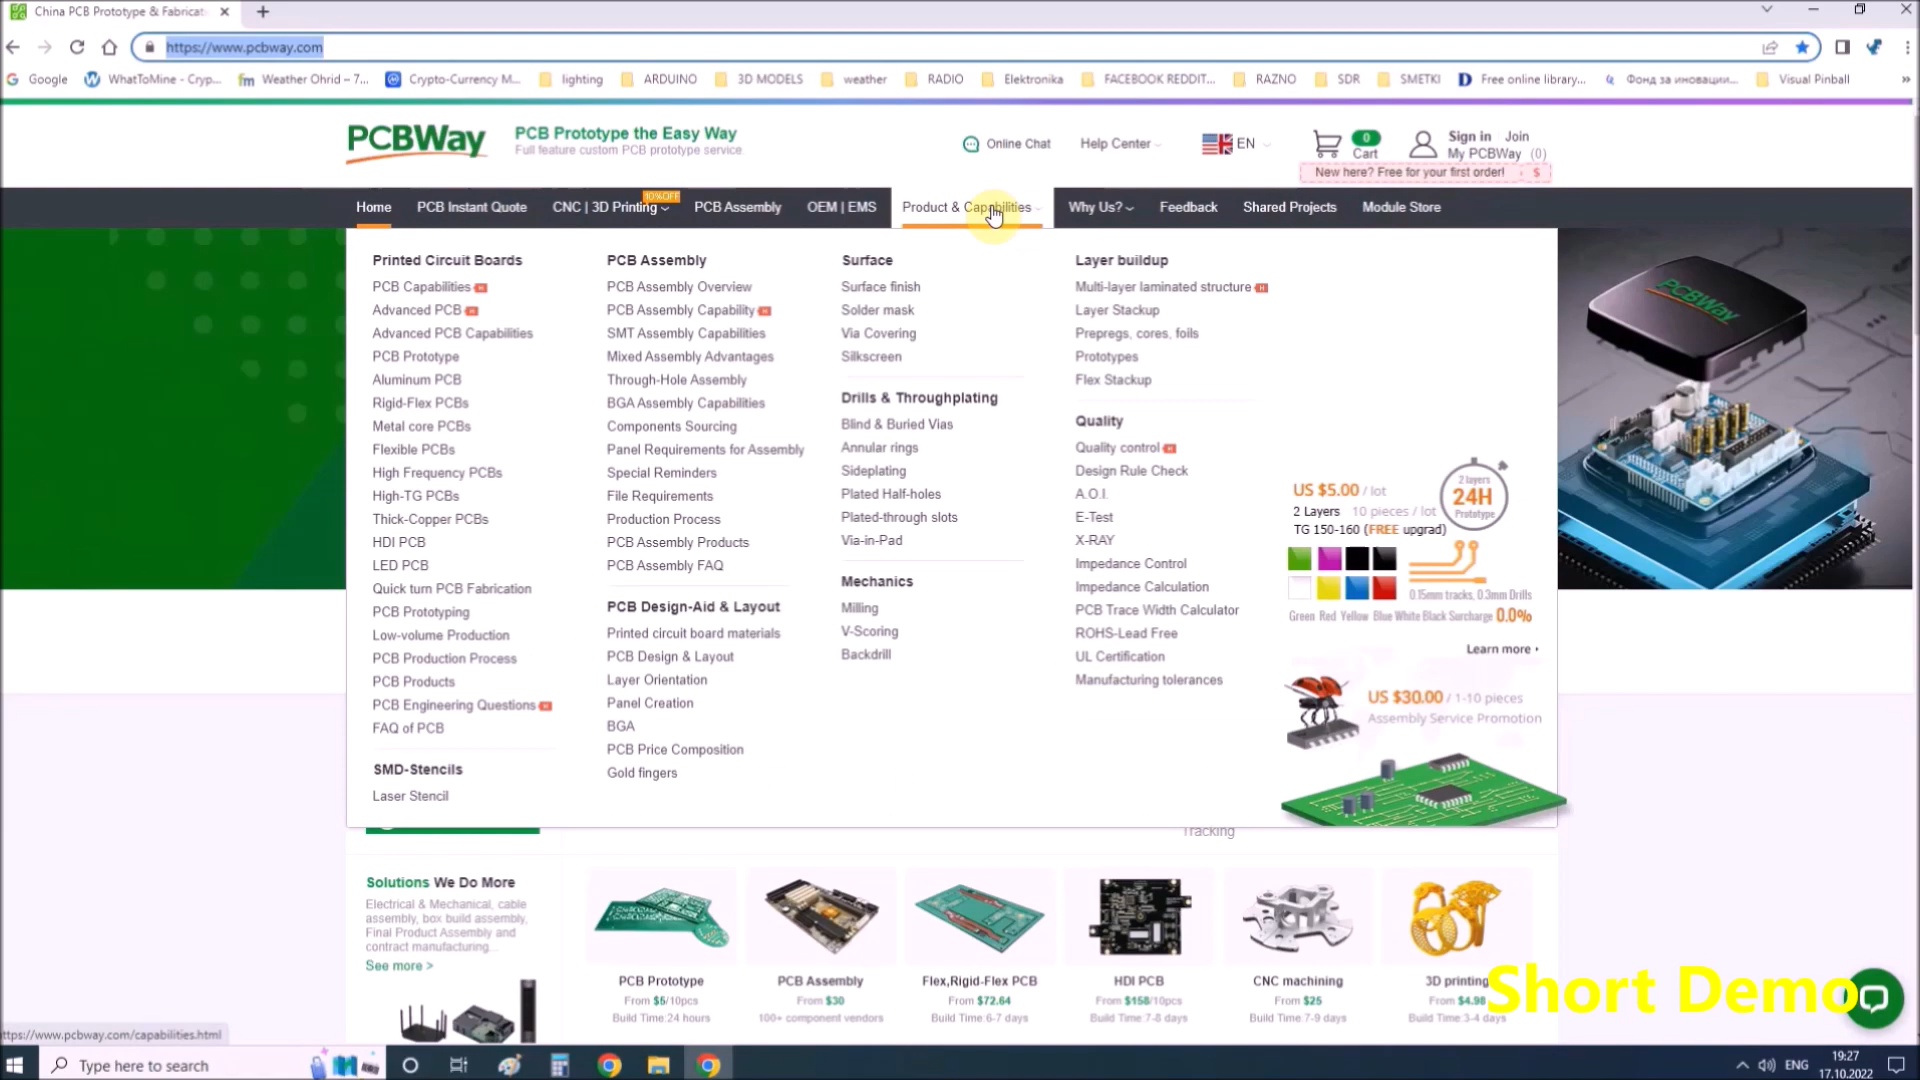 China PCB Prototype & Fabricat
https://www.pcbway.com
Google
WhatToMine - Cryp...
Weather Ohrid – 7...
Crypto-Currency M...
lighting
ARDUINO
3D MODELS
weather
RADIO
Elektronika
FACEBOOK REDDIT...
RAZNO
SDR
SMETKI
Free online library...
Фонд за иновации...
Visual Pinball
PCBWay
PCB Prototype the Easy Way
Full feature custom PCB prototype service
Online Chat
Help Center
EN
0
Cart
Sign in Join
My PCBWay (0)
New here? Free for your first order! $
10%OFF
Home
PCB Instant Quote
CNC | 3D Printing
PCB Assembly
OEM | EMS
Product & Capabilities
Why Us?
Feedback
Shared Projects
Module Store
Printed Circuit Boards
PCB Capabilities
Advanced PCB
Advanced PCB Capabilities
PCB Prototype
Aluminum PCB
Rigid-Flex PCBs
Metal core PCBs
Flexible PCBs
High Frequency PCBs
High-TG PCBs
Thick-Copper PCBs
HDI PCB
LED PCB
Quick turn PCB Fabrication
PCB Prototyping
Low-volume Production
PCB Production Process
PCB Products
PCB Engineering Questions
FAQ of PCB
SMD-Stencils
Laser Stencil
PCB Assembly
PCB Assembly Overview
PCB Assembly Capability
SMT Assembly Capabilities
Mixed Assembly Advantages
Through-Hole Assembly
BGA Assembly Capabilities
Components Sourcing
Panel Requirements for Assembly
Special Reminders
File Requirements
Production Process
PCB Assembly Products
PCB Assembly FAQ
PCB Design-Aid & Layout
Printed circuit board materials
PCB Design & Layout
Layer Orientation
Panel Creation
BGA
PCB Price Composition
Gold fingers
Surface
Surface finish
Solder mask
Via Covering
Silkscreen
Drills & Throughplating
Blind & Buried Vias
Annular rings
Sideplating
Plated Half-holes
Plated-through slots
Via-in-Pad
Mechanics
Milling
V-Scoring
Backdrill
Layer buildup
Multi-layer laminated structure
Layer Stackup
Prepregs, cores, foils
Prototypes
Flex Stackup
Quality
Quality control
Design Rule Check
A.O.I.
E-Test
X-RAY
Impedance Control
Impedance Calculation
PCB Trace Width Calculator
ROHS-Lead Free
UL Certification
Manufacturing tolerances
US $5.00 / lot
2 Layers 10 pieces / lot
TG 150-160 (FREE upgrad)
2 layers
24H
Prototype
0.15mm tracks, 0.3mm Drills
Green Red Yellow Blue White Black Surcharge 0.0%
Learn more
US $30.00 / 1-10 pieces
Assembly Service Promotion
PCBWay
Tracking
Solutions We Do More
Electrical & Mechanical, cable
assembly, box build assembly,
Final Product Assembly and
contract manufacturing...
See more >
PCB Prototype
From $5/10pcs
Build Time:24 hours
PCB Assembly
From $30
100+ component vendors
Flex,Rigid-Flex PCB
From $72.64
Build Time:6-7 days
HDI PCB
From $158/10pcs
Build Time:7-8 days
CNC machining
From $25
Build Time:7-9 days
3D printing
From $4.98
Build Time:3-4 days
Short Demo
ttps://www.pcbway.com/capabilities.html
Type here to search
ENG
19:27
17.10.2022